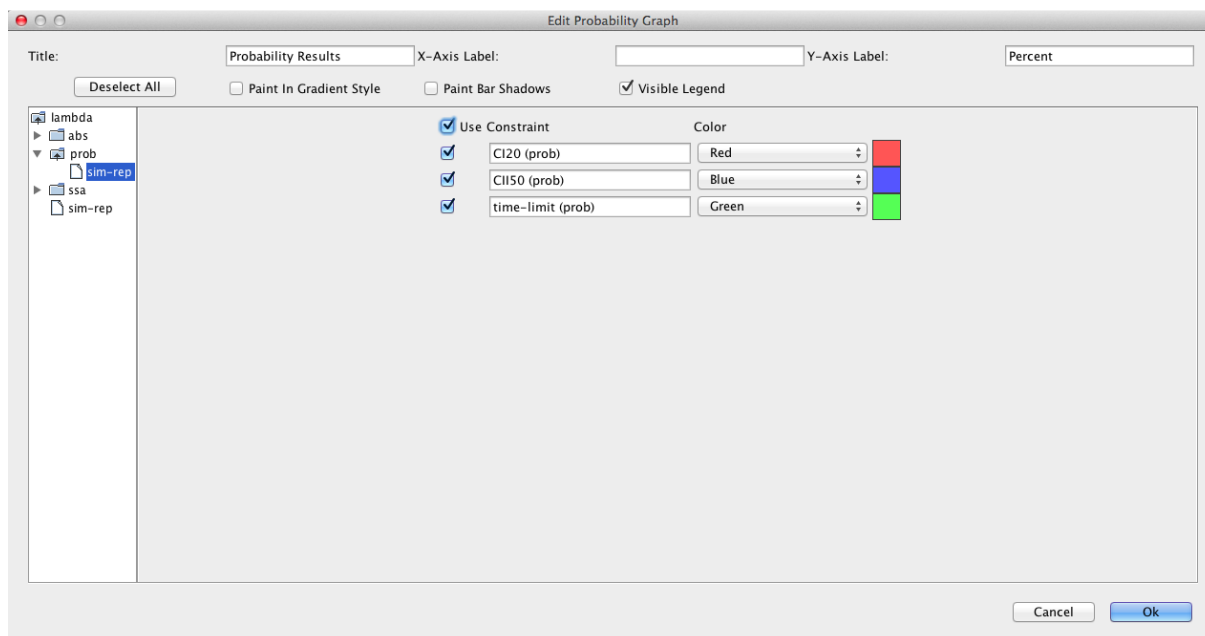 Edit Probability Graph
Title: Probability Results X-Axis Label: Y-Axis Label: Percent
Deselect All Paint In Gradient Style Paint Bar Shadows Visible Legend
lambda
abs
prob
sim-rep
ssa
sim-rep
Use Constraint Color
CI20 (prob) Red
CII50 (prob) Blue
time-limit (prob) Green
Cancel Ok